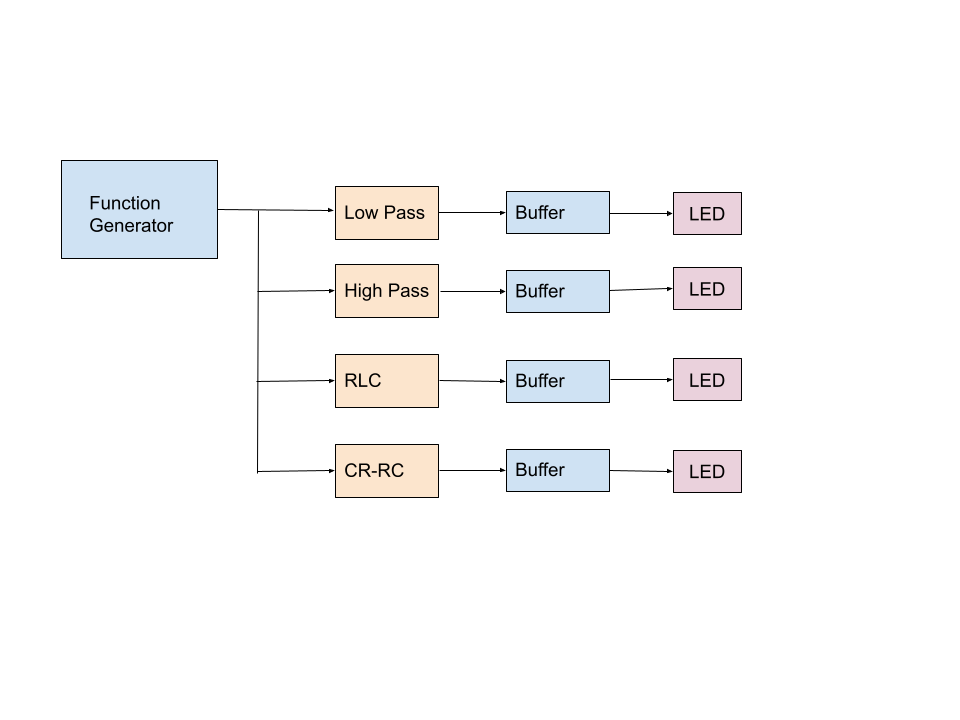 Function
Generator
Low Pass
Buffer
LED
High Pass
Buffer
LED
RLC
Buffer
LED
CR-RC
Buffer
LED